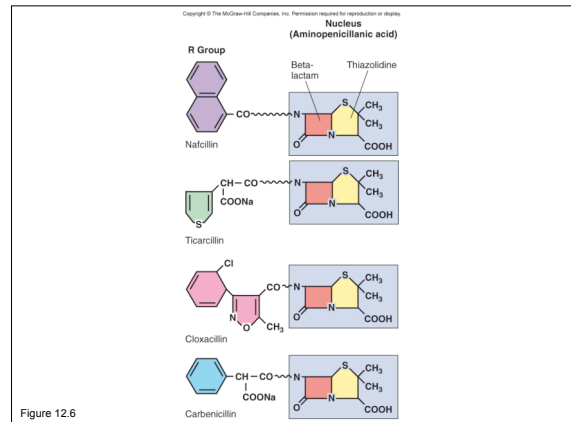 Copyright © The McGraw-Hill Companies, Inc. Permission required for reproduction or display.
Nucleus
(Aminopenicillanic acid)
R Group
Beta-
lactam
Thiazolidine
CO
N
S
CH3
CH3
O
N
COOH
Nafcillin
CH
CO
N
COONa
S
S
CH3
CH3
O
N
COOH
Ticarcillin
Cl
CO
N
N
O
CH3
S
CH3
CH3
O
N
COOH
Cloxacillin
CH
CO
N
COONa
S
CH3
CH3
O
N
COOH
Carbenicillin
Figure 12.6